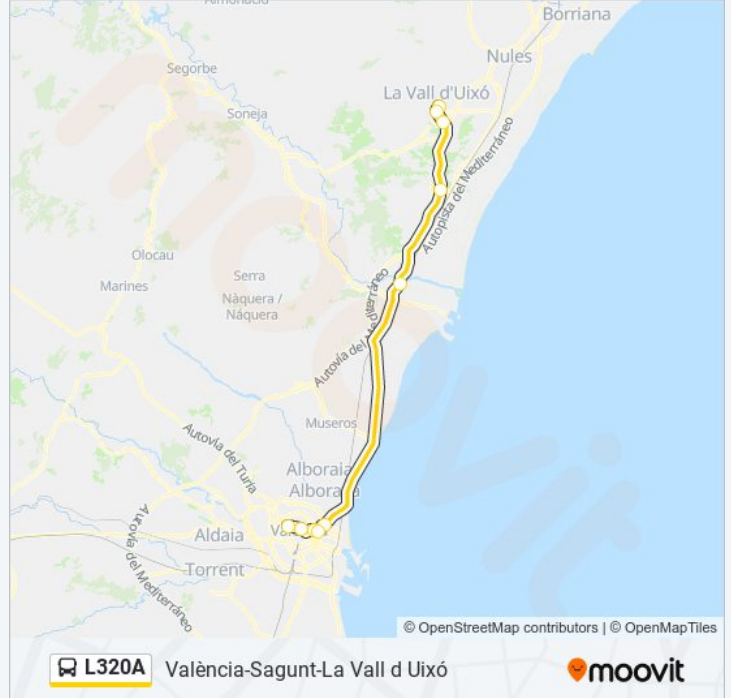 Almonacid
Borriana
Nules
Segorbe
La Vall d'Uixó
Soneja
Autopista del Mediterráneo
Olocau
Serra
Marines
Nàquera /
Náquera
Autovía del Mediterráneo
Museros
Autovía del Turia
Alboraia
Alboraya
Aldaia
Torrent
Autovía del Mediterráneo
moovit
© OpenStreetMap contributors | © OpenMapTiles
L320A València-Sagunt-La Vall d Uixó
moovit